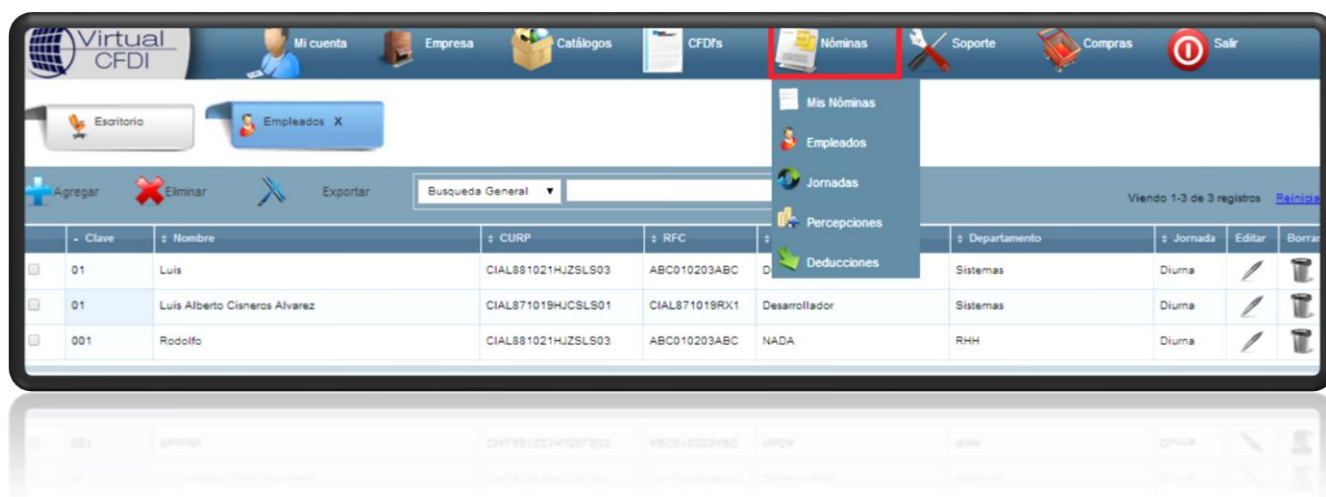 Virtual CFDI
Mi cuenta
Empresa
Catálogos
CFDI's
Nóminas
Soporte
Compras
Salir
Mis Nóminas
Empleados
Jornadas
Percepciones
Deducciones
Escritorio
Empleados X
Agregar
Eliminar
Exportar
Busqueda General
Viendo 1-3 de 3 registros
Clave Nombre CURP RFC Departamento Jornada Editar Borrar
01 Luis CIAL881021HJZSLS03 ABC010203ABC Sistemas Diurna
01 Luis Alberto Cisneros Alvarez CIAL871019HJCSLS01 CIAL871019RX1 Desarrollador Sistemas Diurna
001 Rodolfo CIAL881021HJZSLS03 ABC010203ABC NADA RHH Diurna